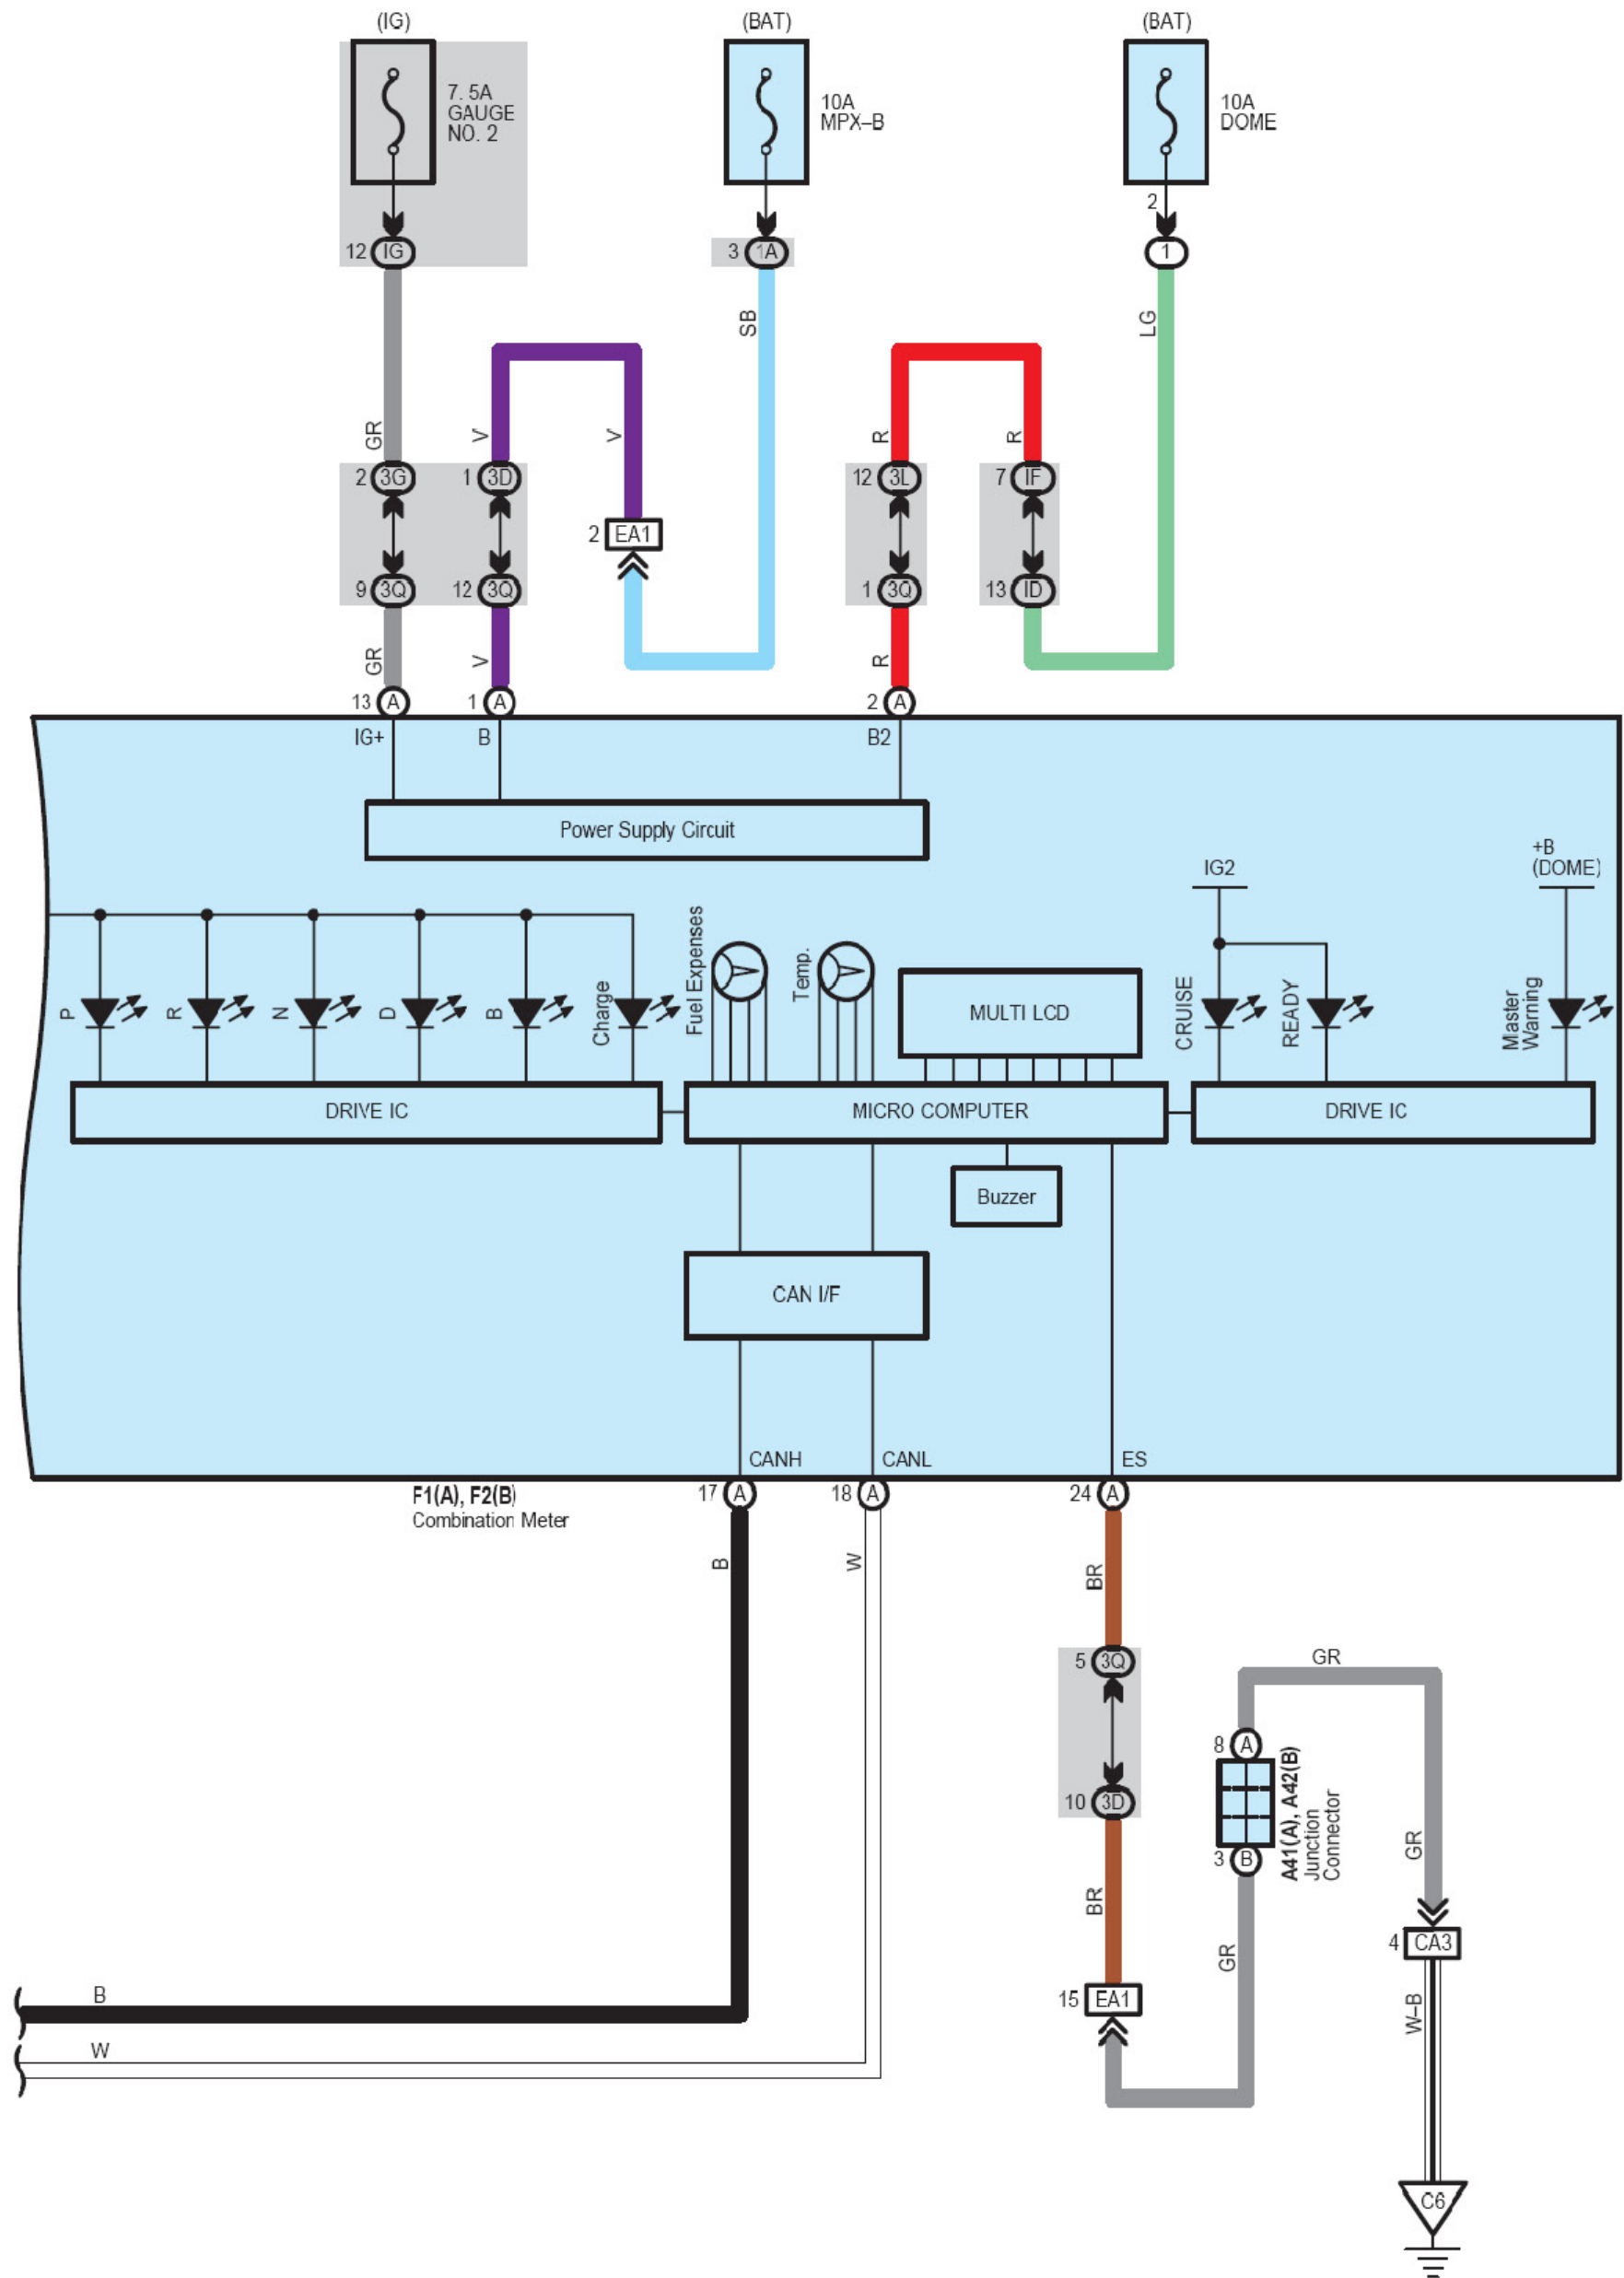 (IG)
(BAT)
(BAT)
7. 5A
GAUGE
NO. 2
10A
MPX–B
10A
DOME
2
12 IG
3 1A
1
SB
LG
GR
V
V
R
R
2 3G
1 3D
12 3L
7 IF
2 EA1
9 3Q
12 3Q
1 3Q
13 ID
GR
V
R
13 A
1 A
2 A
IG+
B
B2
Power Supply Circuit
+B
(DOME)
IG2
P
R
N
D
B
Charge
Fuel Expenses
Temp.
MULTI LCD
CRUISE
READY
Master
Warning
DRIVE IC
MICRO COMPUTER
DRIVE IC
Buzzer
CAN I/F
CANH
CANL
ES
F1(A), F2(B)
Combination Meter
17 A
18 A
24 A
B
W
BR
5 3Q
GR
8 A
10 3D
A41(A), A42(B)
Junction
Connector
3 B
GR
BR
GR
4 CA3
B
15 EA1
W–B
W
C6